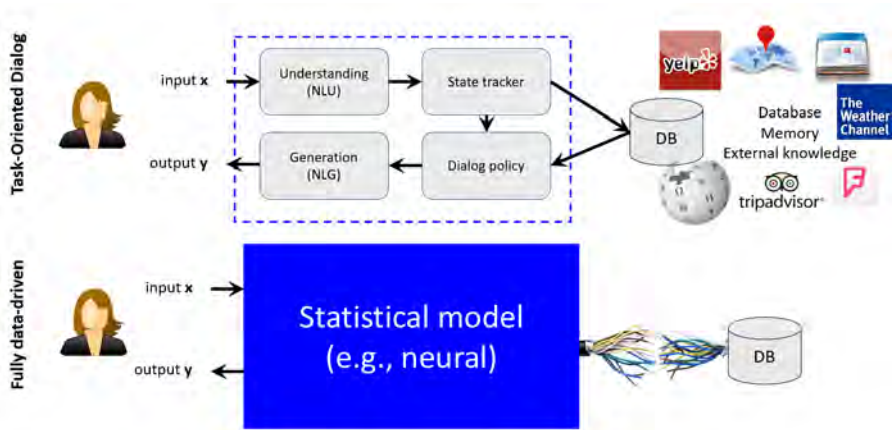 Task-Oriented Dialog
input x
Understanding
(NLU)
State tracker
output y
Generation
(NLG)
Dialog policy
DB
yelp
Database
Memory
External knowledge
The
Weather
Channel
tripadvisor
Fully data-driven
input x
output y
Statistical model
(e.g., neural)
DB